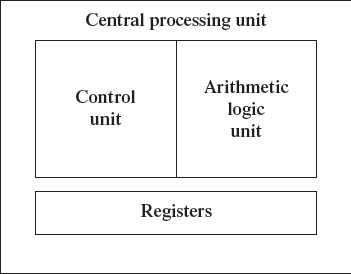 Central processing unit
Control
unit
Arithmetic
logic
unit
Registers